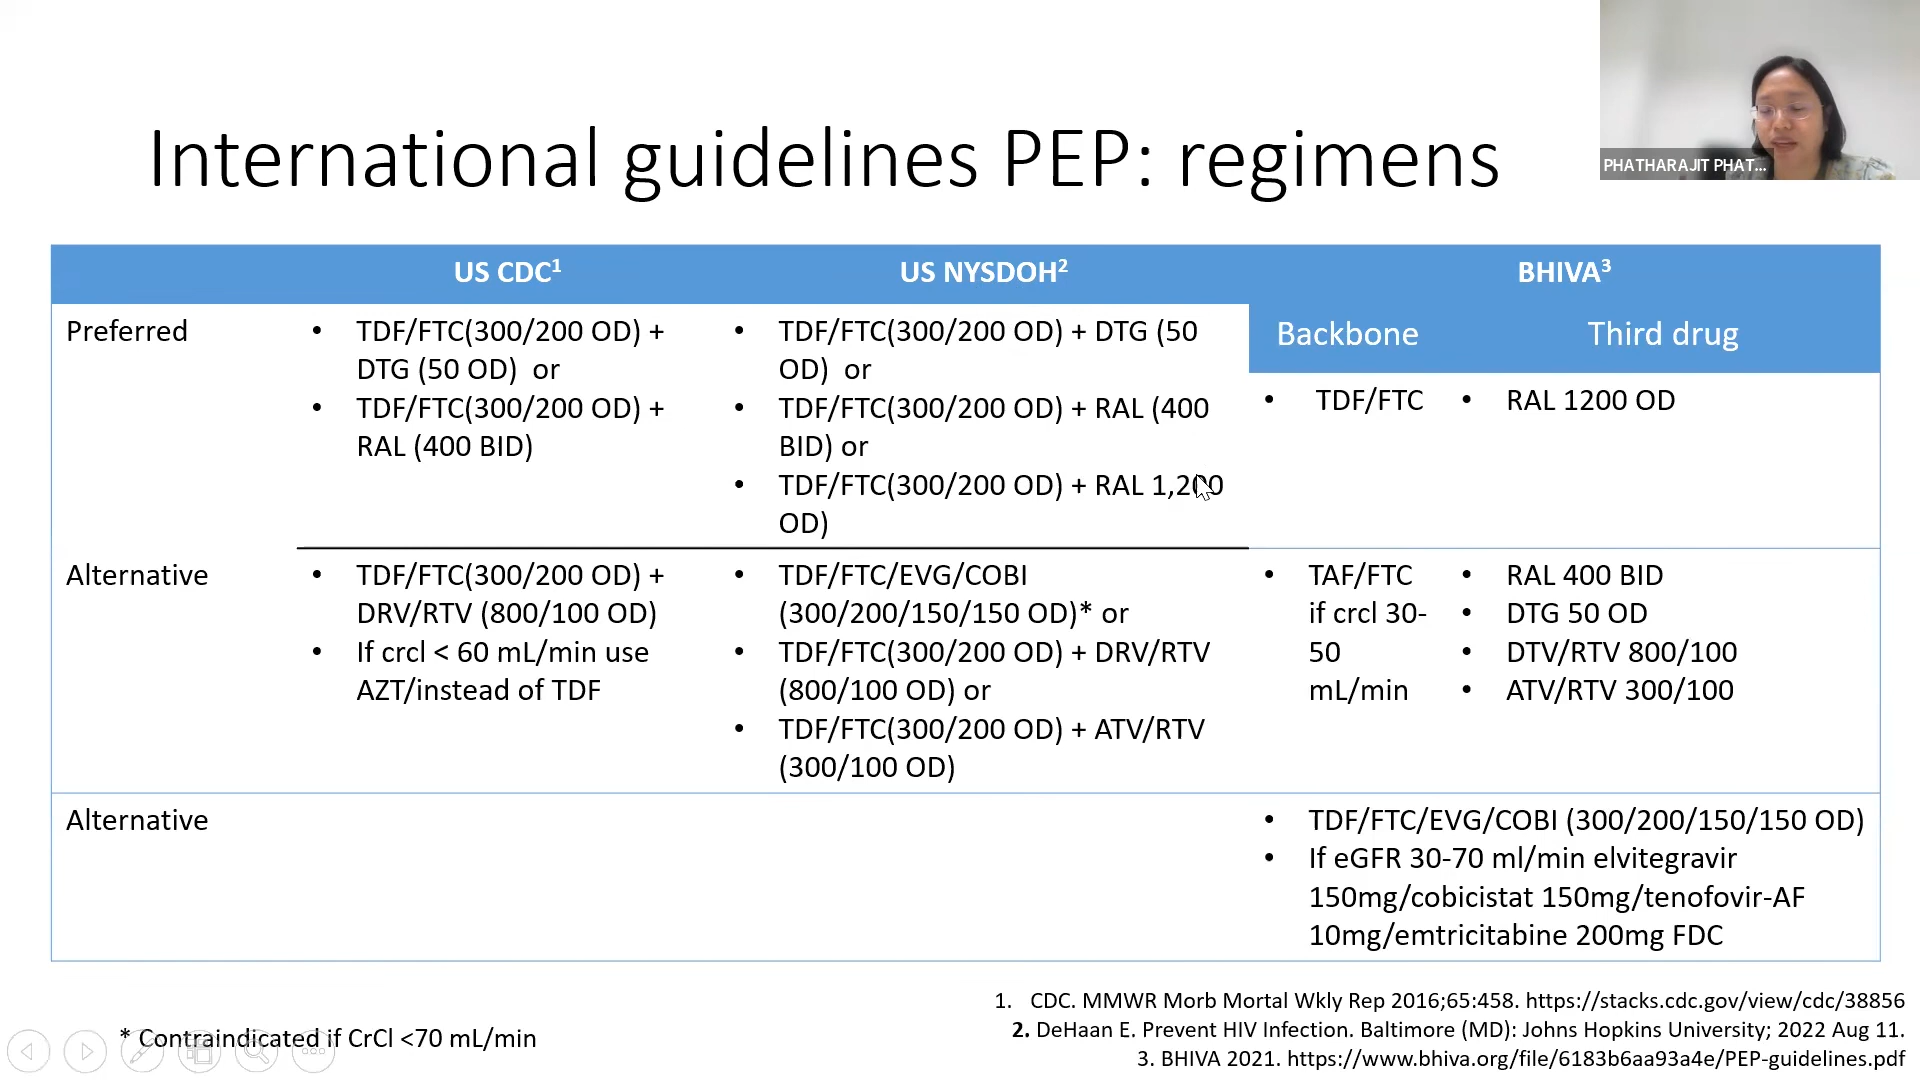 PHATHARAJIT PHAT...
International guidelines PEP: regimens
US CDC1
US NYSDOH2
BHIVA3
Backbone
Third drug
Preferred
• TDF/FTC(300/200 OD) +
DTG (50 OD) or
• TDF/FTC(300/200 OD) +
RAL (400 BID)
• TDF/FTC(300/200 OD) + DTG (50
OD) or
• TDF/FTC(300/200 OD) + RAL (400
BID) or
• TDF/FTC(300/200 OD) + RAL 1,200
OD)
• TDF/FTC
• RAL 1200 OD
Alternative
• TDF/FTC(300/200 OD) +
DRV/RTV (800/100 OD)
• If crcl < 60 mL/min use
AZT/instead of TDF
• TDF/FTC/EVG/COBI
(300/200/150/150 OD)* or
• TDF/FTC(300/200 OD) + DRV/RTV
(800/100 OD) or
• TDF/FTC(300/200 OD) + ATV/RTV
(300/100 OD)
• TAF/FTC
if crcl 30-
50
mL/min
• RAL 400 BID
• DTG 50 OD
• DTV/RTV 800/100
• ATV/RTV 300/100
Alternative
• TDF/FTC/EVG/COBI (300/200/150/150 OD)
• If eGFR 30-70 ml/min elvitegravir
150mg/cobicistat 150mg/tenofovir-AF
10mg/emtricitabine 200mg FDC
* Contraindicated if CrCl <70 mL/min
1. CDC. MMWR Morb Mortal Wkly Rep 2016;65:458. https://stacks.cdc.gov/view/cdc/38856
2. DeHaan E. Prevent HIV Infection. Baltimore (MD): Johns Hopkins University; 2022 Aug 11.
3. BHIVA 2021. https://www.bhiva.org/file/6183b6aa93a4e/PEP-guidelines.pdf